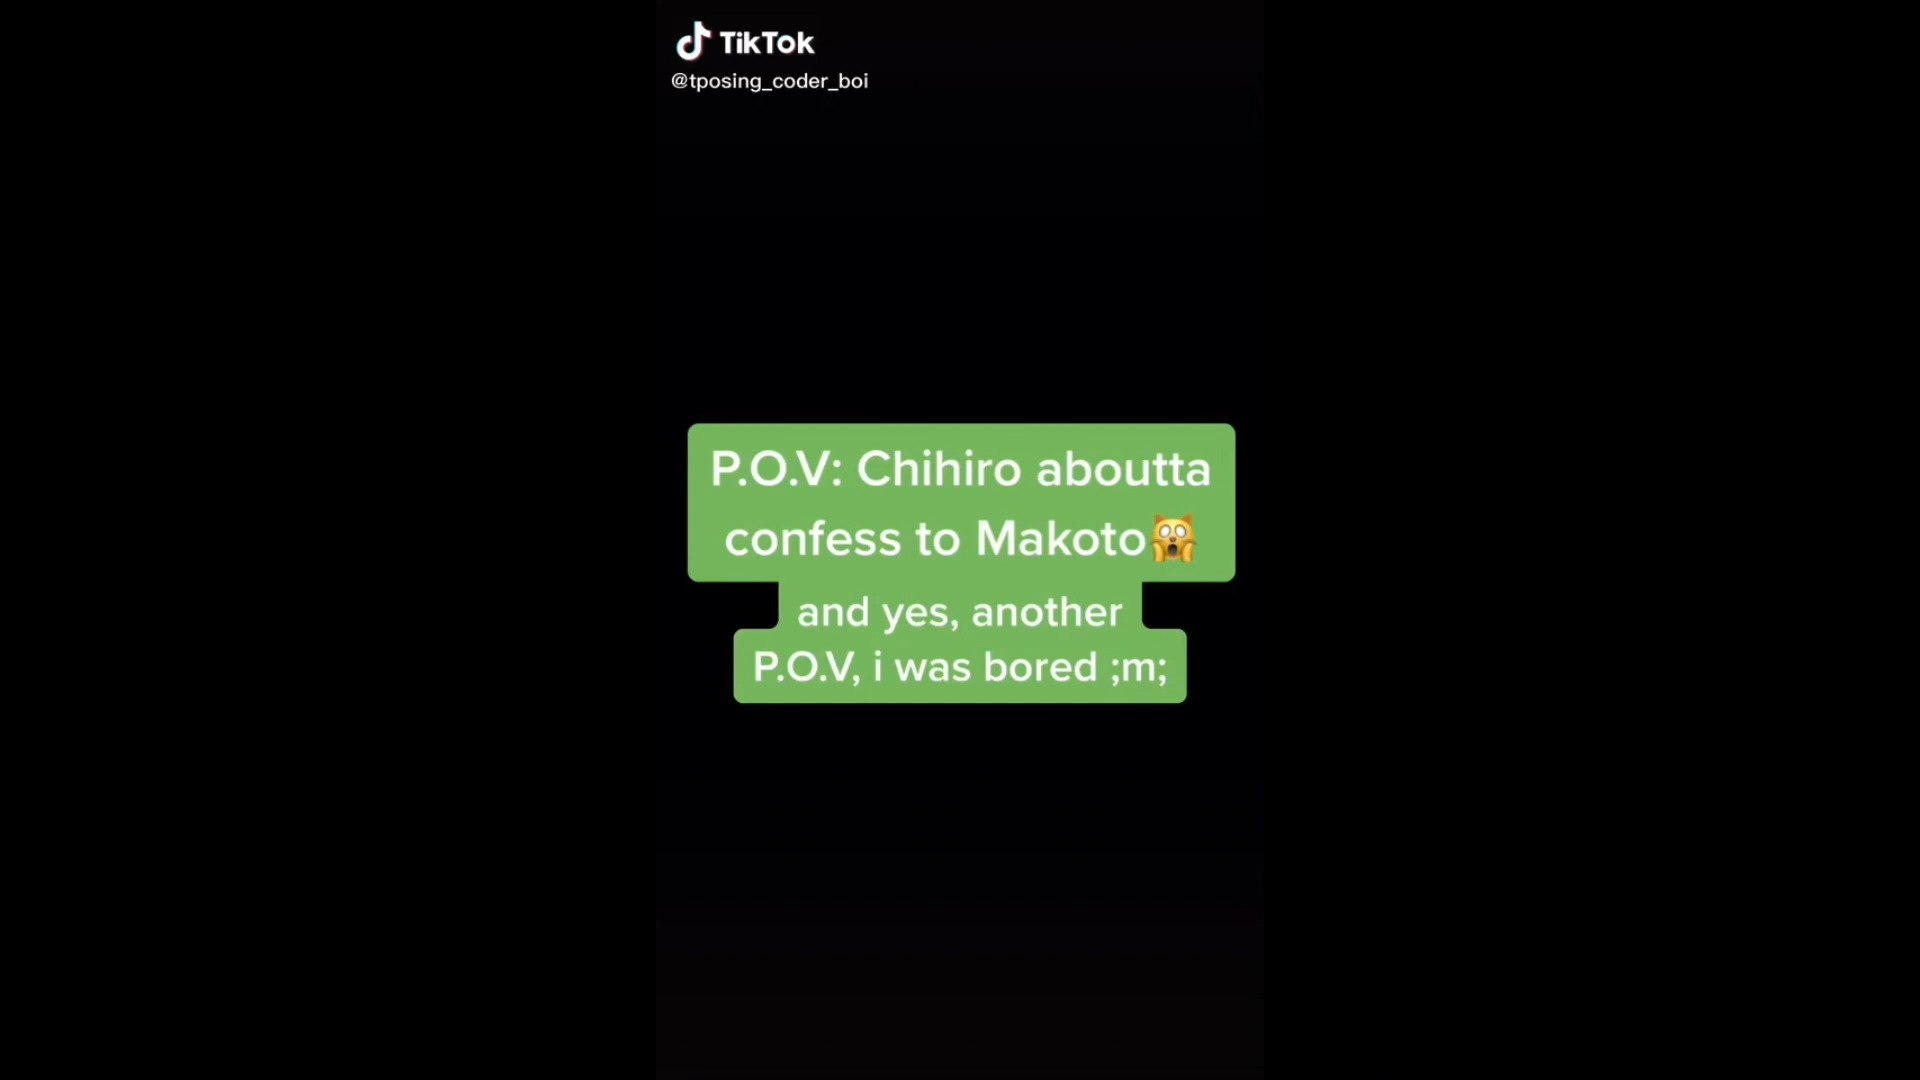 TikTok
@tposing_coder_boi
P.O.V: Chihiro aboutta
confess to Makoto🙀
and yes, another
P.O.V, i was bored ;m;